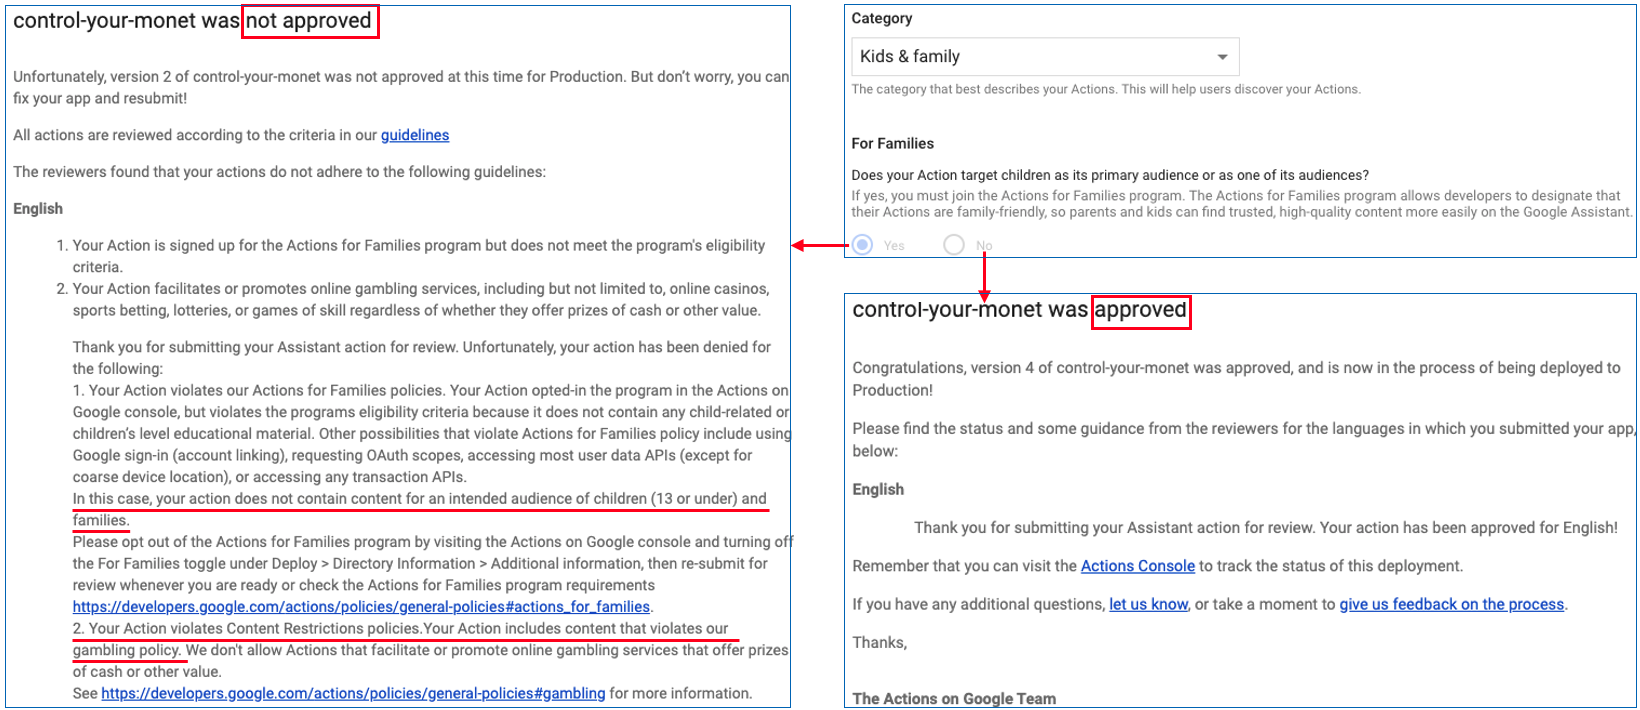 control-your-monet was not approved
Unfortunately, version 2 of control-your-monet was not approved at this time for Production. But don't worry, you can
fix your app and resubmit!
All actions are reviewed according to the criteria in our guidelines
The reviewers found that your actions do not adhere to the following guidelines:
English
1. Your Action is signed up for the Actions for Families program but does not meet the program's eligibility
criteria.
2. Your Action facilitates or promotes online gambling services, including but not limited to, online casinos,
sports betting, lotteries, or games of skill regardless of whether they offer prizes of cash or other value.
Thank you for submitting your Assistant action for review. Unfortunately, your action has been denied for
the following:
1. Your Action violates our Actions for Families policies. Your Action opted-in the program in the Actions on
Google console, but violates the programs eligibility criteria because it does not contain any child-related or
children's level educational material. Other possibilities that violate Actions for Families policy include using
Google sign-in (account linking), requesting OAuth scopes, accessing most user data APIs (except for
coarse device location), or accessing any transaction APIs.
In this case, your action does not contain content for an intended audience of children (13 or under) and
families.
Please opt out of the Actions for Families program by visiting the Actions on Google console and turning off
the For Families toggle under Deploy > Directory Information > Additional information, then re-submit for
review whenever you are ready or check the Actions for Families program requirements
https://developers.google.com/actions/policies/general-policies#actions_for_families.
2. Your Action violates Content Restrictions policies.Your Action includes content that violates our
gambling policy. We don't allow Actions that facilitate or promote online gambling services that offer prizes
of cash or other value.
See https://developers.google.com/actions/policies/general-policies#gambling for more information.
Category
Kids & family
The category that best describes your Actions. This will help users discover your Actions.
For Families
Does your Action target children as its primary audience or as one of its audiences?
If yes, you must join the Actions for Families program. The Actions for Families program allows developers to designate that
their Actions are family-friendly, so parents and kids can find trusted, high-quality content more easily on the Google Assistant.
Yes No
control-your-monet was approved
Congratulations, version 4 of control-your-monet was approved, and is now in the process of being deployed to
Production!
Please find the status and some guidance from the reviewers for the languages in which you submitted your app,
below:
English
Thank you for submitting your Assistant action for review. Your action has been approved for English!
Remember that you can visit the Actions Console to track the status of this deployment.
If you have any additional questions, let us know, or take a moment to give us feedback on the process.
Thanks,
The Actions on Google Team